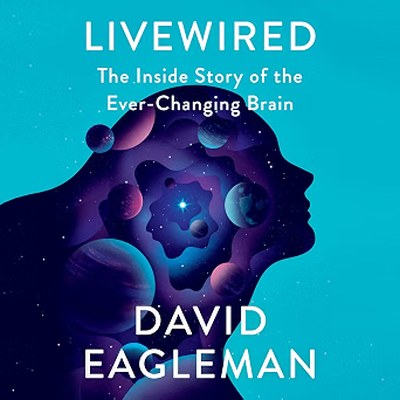 LIVEWIRED
The Inside Story of the
Ever-Changing Brain
DAVID
EAGLEMAN